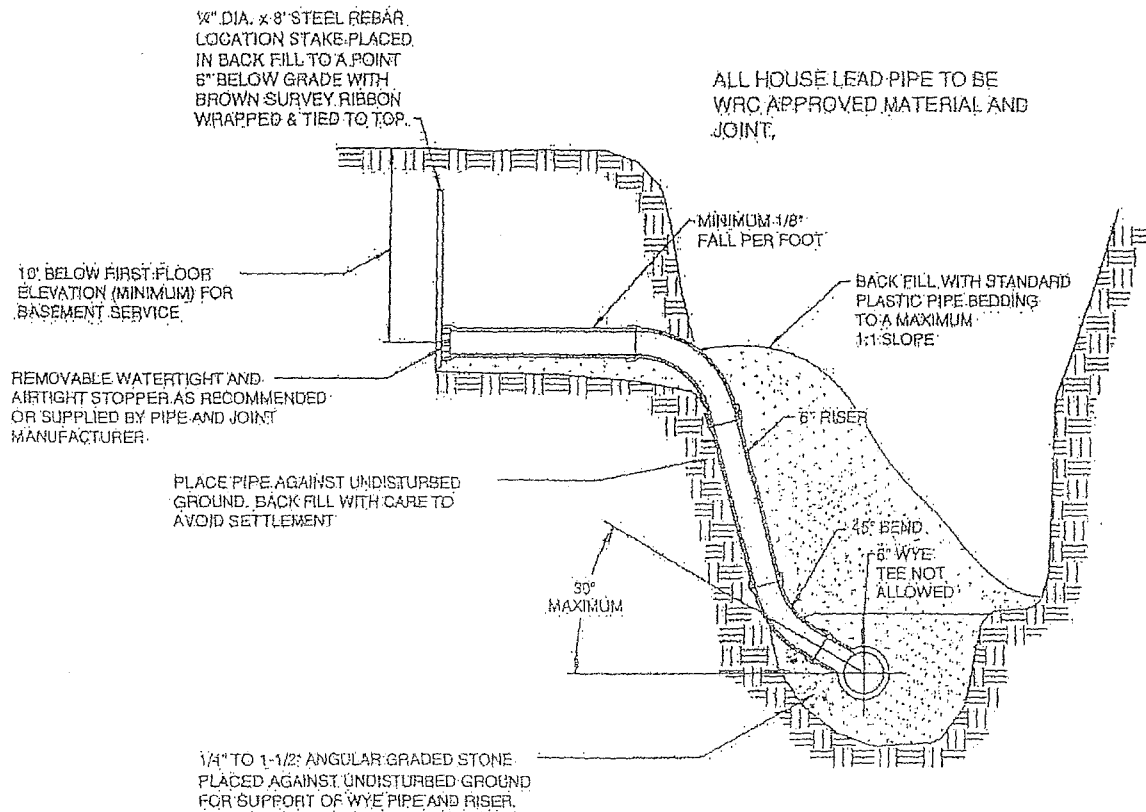 DIA. x 8' STEEL REBAR
LOCATION STAKE PLACED
IN BACK FILL TO A POINT
BELOW GRADE WITH
BROWN SURVEY RIBBON
WRAPPED & TIED TO TOP.
ALL HOUSE LEAD PIPE TO BE
WRC APPROVED MATERIAL AND
JOINT.
MINIMUM 1/8"
FALL PER FOOT
10' BELOW FIRST FLOOR
ELEVATION (MINIMUM) FOR
BASEMENT SERVICE
BACK FILL WITH STANDARD
PLASTIC PIPE BEDDING
TO A MAXIMUM
1:1 SLOPE
REMOVABLE WATERTIGHT AND
AIRTIGHT STOPPER AS RECOMMENDED
OR SUPPLIED BY PIPE AND JOINT
MANUFACTURER.
6" RISER
PLACE PIPE AGAINST UNDISTURBED
GROUND. BACK FILL WITH CARE TO
AVOID SETTLEMENT
45° BEND
6" WYE
TEE NOT
ALLOWED
30°
MAXIMUM
1/4" TO 1-1/2" ANGULAR GRADED STONE
PLACED AGAINST UNDISTURBED GROUND
FOR SUPPORT OF WYE PIPE AND RISER.